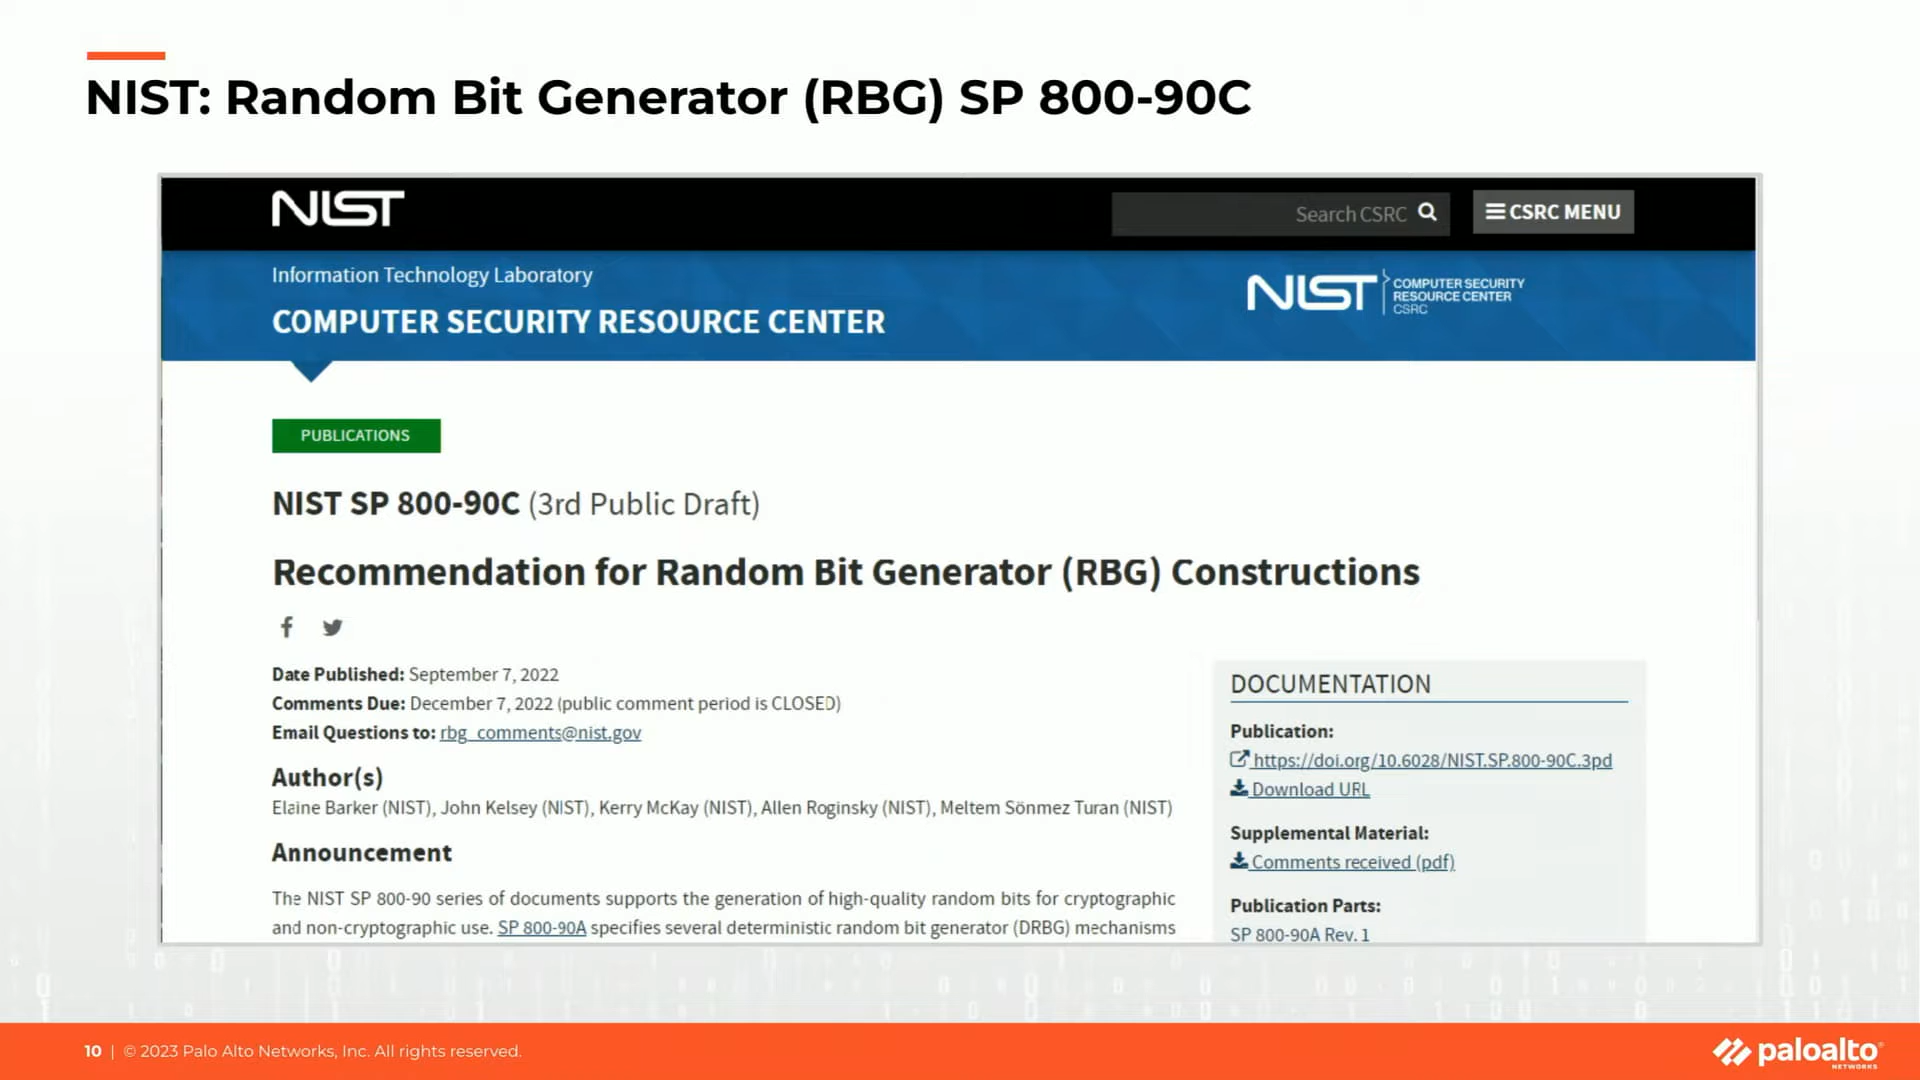 NIST: Random Bit Generator (RBG) SP 800-90C
NIST
Search CSRC
CSRC MENU
Information Technology Laboratory
COMPUTER SECURITY RESOURCE CENTER
NIST
COMPUTER SECURITY
RESOURCE CENTER
CSRC
PUBLICATIONS
NIST SP 800-90C (3rd Public Draft)
Recommendation for Random Bit Generator (RBG) Constructions
Date Published: September 7, 2022
Comments Due: December 7, 2022 (public comment period is CLOSED)
Email Questions to: rbg_comments@nist.gov
Author(s)
Elaine Barker (NIST), John Kelsey (NIST), Kerry McKay (NIST), Allen Roginsky (NIST), Meltem Sönmez Turan (NIST)
Announcement
The NIST SP 800-90 series of documents supports the generation of high-quality random bits for cryptographic
and non-cryptographic use. SP 800-90A specifies several deterministic random bit generator (DRBG) mechanisms
DOCUMENTATION
Publication:
https://doi.org/10.6028/NIST.SP.800-90C.3pd
Download URL
Supplemental Material:
Comments received (pdf)
Publication Parts:
SP 800-90A Rev. 1
10 | © 2023 Palo Alto Networks, Inc. All rights reserved.
paloalto®
NETWORKS